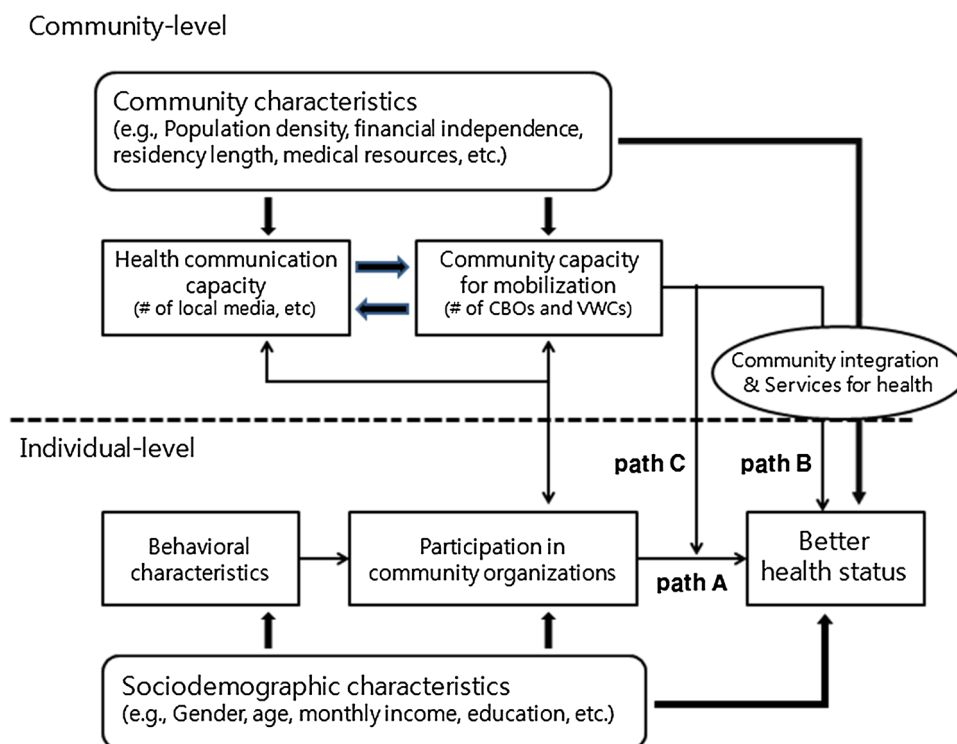 Community-level
Community characteristics
(e.g., Population density, financial independence,
residency length, medical resources, etc.)
Health communication
capacity
(# of local media, etc)
Community capacity
for mobilization
(# of CBOs and VWCs)
Community integration
& Services for health
Individual-level
path C
path B
Behavioral
characteristics
Participation in
community organizations
path A
Better
health status
Sociodemographic characteristics
(e.g., Gender, age, monthly income, education, etc.)